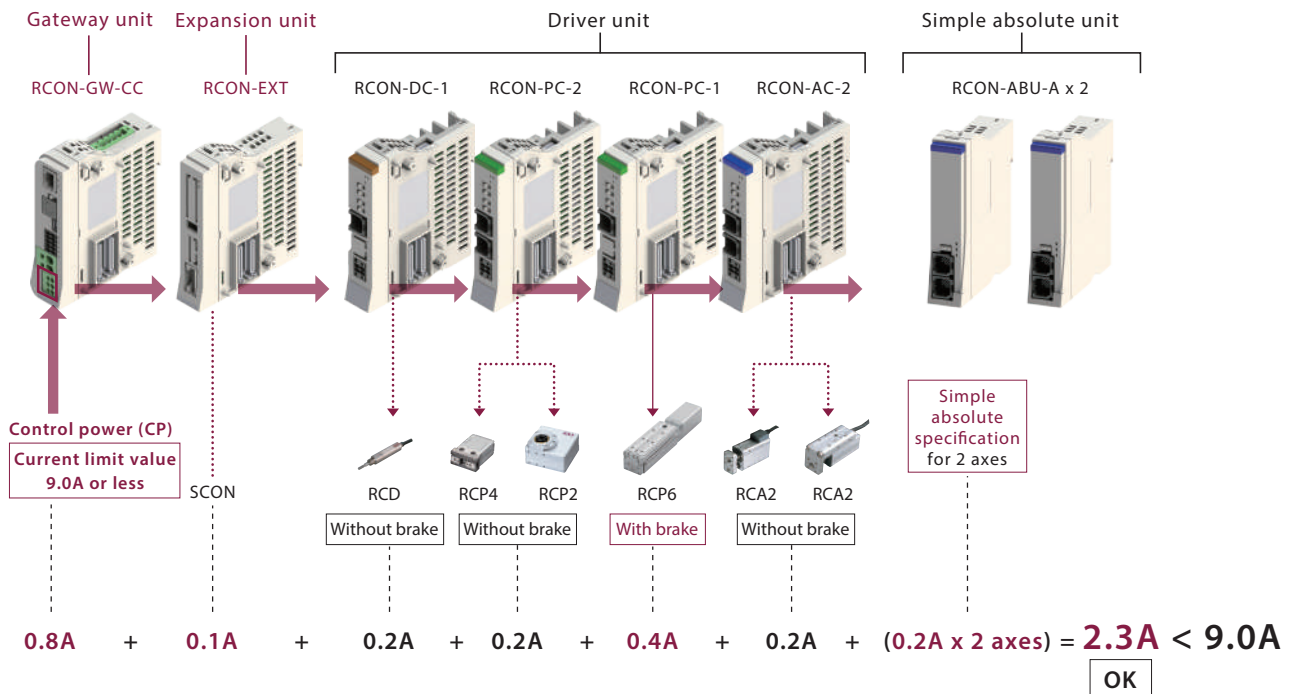 Gateway unit
Expansion unit
Driver unit
Simple absolute unit
RCON-GW-CC
RCON-EXT
RCON-DC-1
RCON-PC-2
RCON-PC-1
RCON-AC-2
RCON-ABU-A x 2
Control power (CP)
Current limit value
9.0A or less
SCON
RCD
RCP4
RCP2
RCP6
RCA2
RCA2
Simple
absolute
specification
for 2 axes
Without brake
Without brake
With brake
Without brake
0.8A + 0.1A + 0.2A + 0.2A + 0.4A + 0.2A + (0.2A x 2 axes) = 2.3A < 9.0A
OK